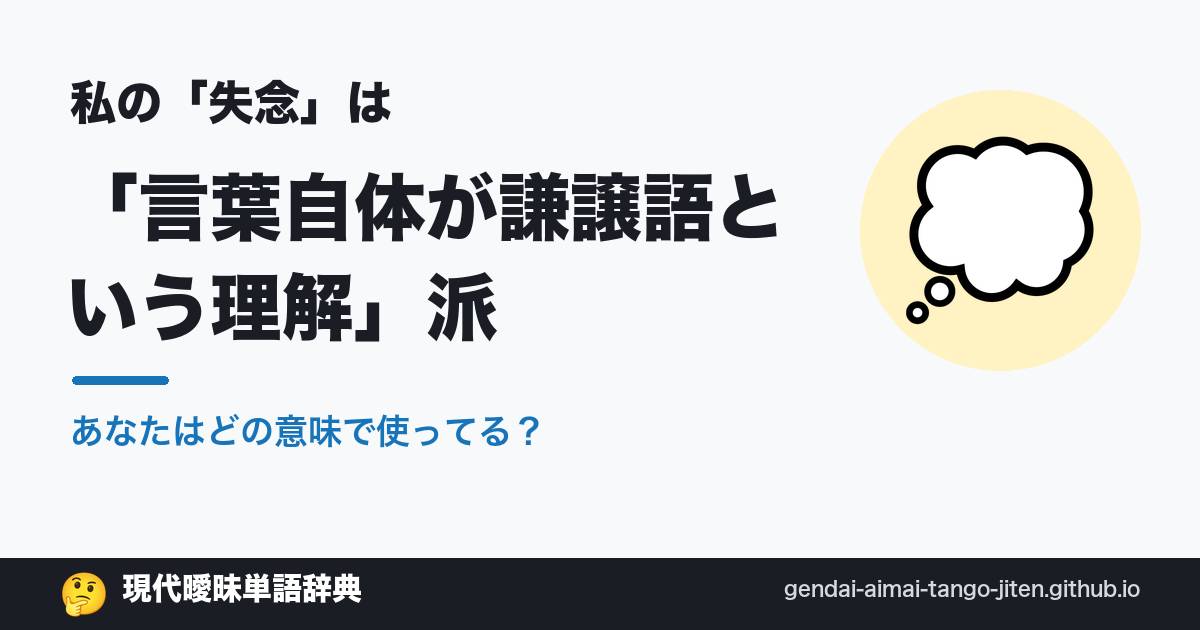 私の「失念」は
「言葉自体が謙譲語と
いう理解」派
あなたはどの意味で使ってる？
現代曖昧単語辞典
gendai-aimai-tango-jiten.github.io